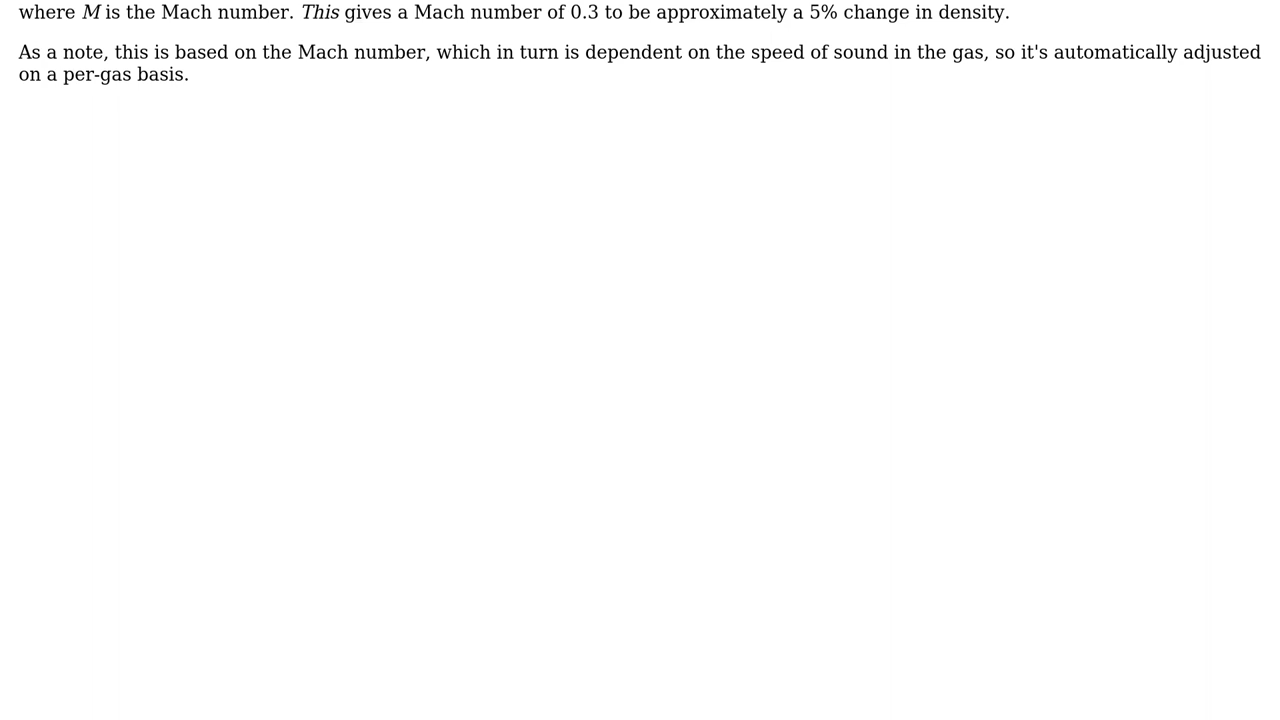 where M is the Mach number. This gives a Mach number of 0.3 to be approximately a 5% change in density.
As a note, this is based on the Mach number, which in turn is dependent on the speed of sound in the gas, so it's automatically adjusted
on a per-gas basis.